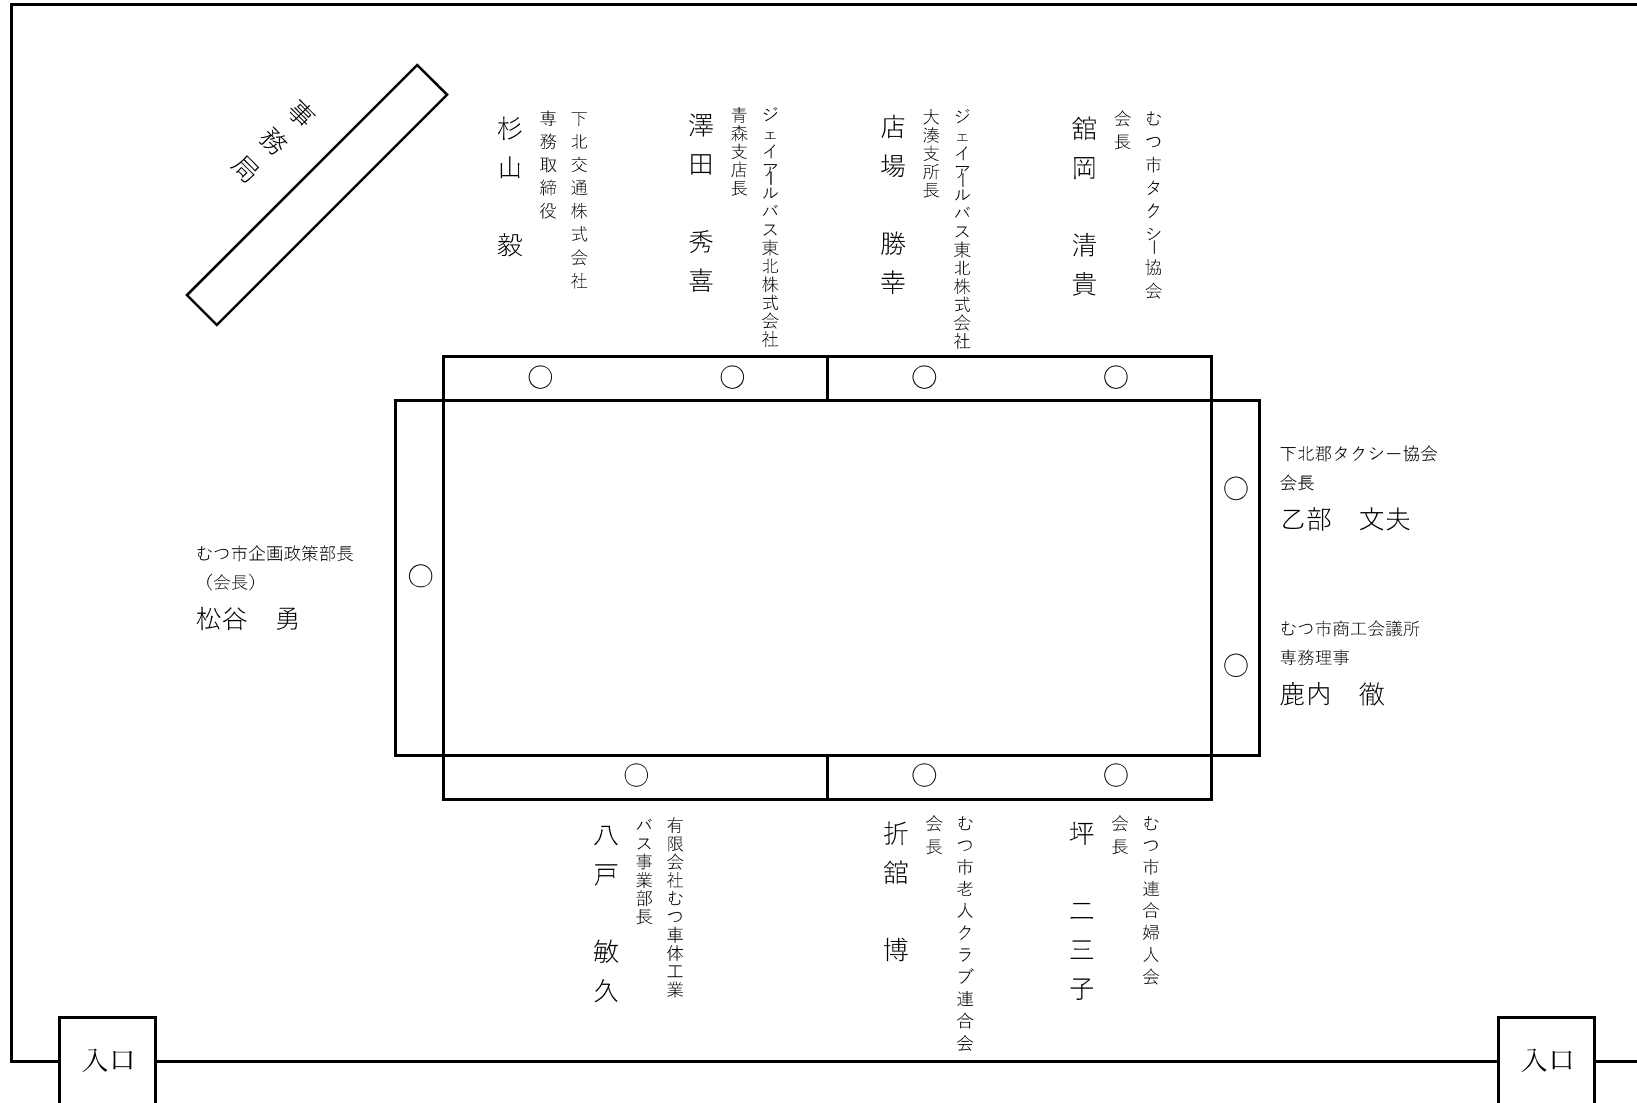 事務局
下北交通株式会社
専務取締役
杉山　毅
ジェイアールバス東北株式会社
青森支店長
澤田　秀喜
ジェイアールバス東北株式会社
大湊支所長
店場　勝幸
むつ市タクシー協会
会長
舘岡　清貴
下北郡タクシー協会
会長
乙部　文夫
むつ市企画政策部長
（会長）
松谷　勇
むつ市商工会議所
専務理事
鹿内　徹
有限会社むつ車体工業
バス事業部長
八戸　敏久
むつ市老人クラブ連合会
会長
折舘　博
むつ市連合婦人会
会長
坪　二三子
入口
入口